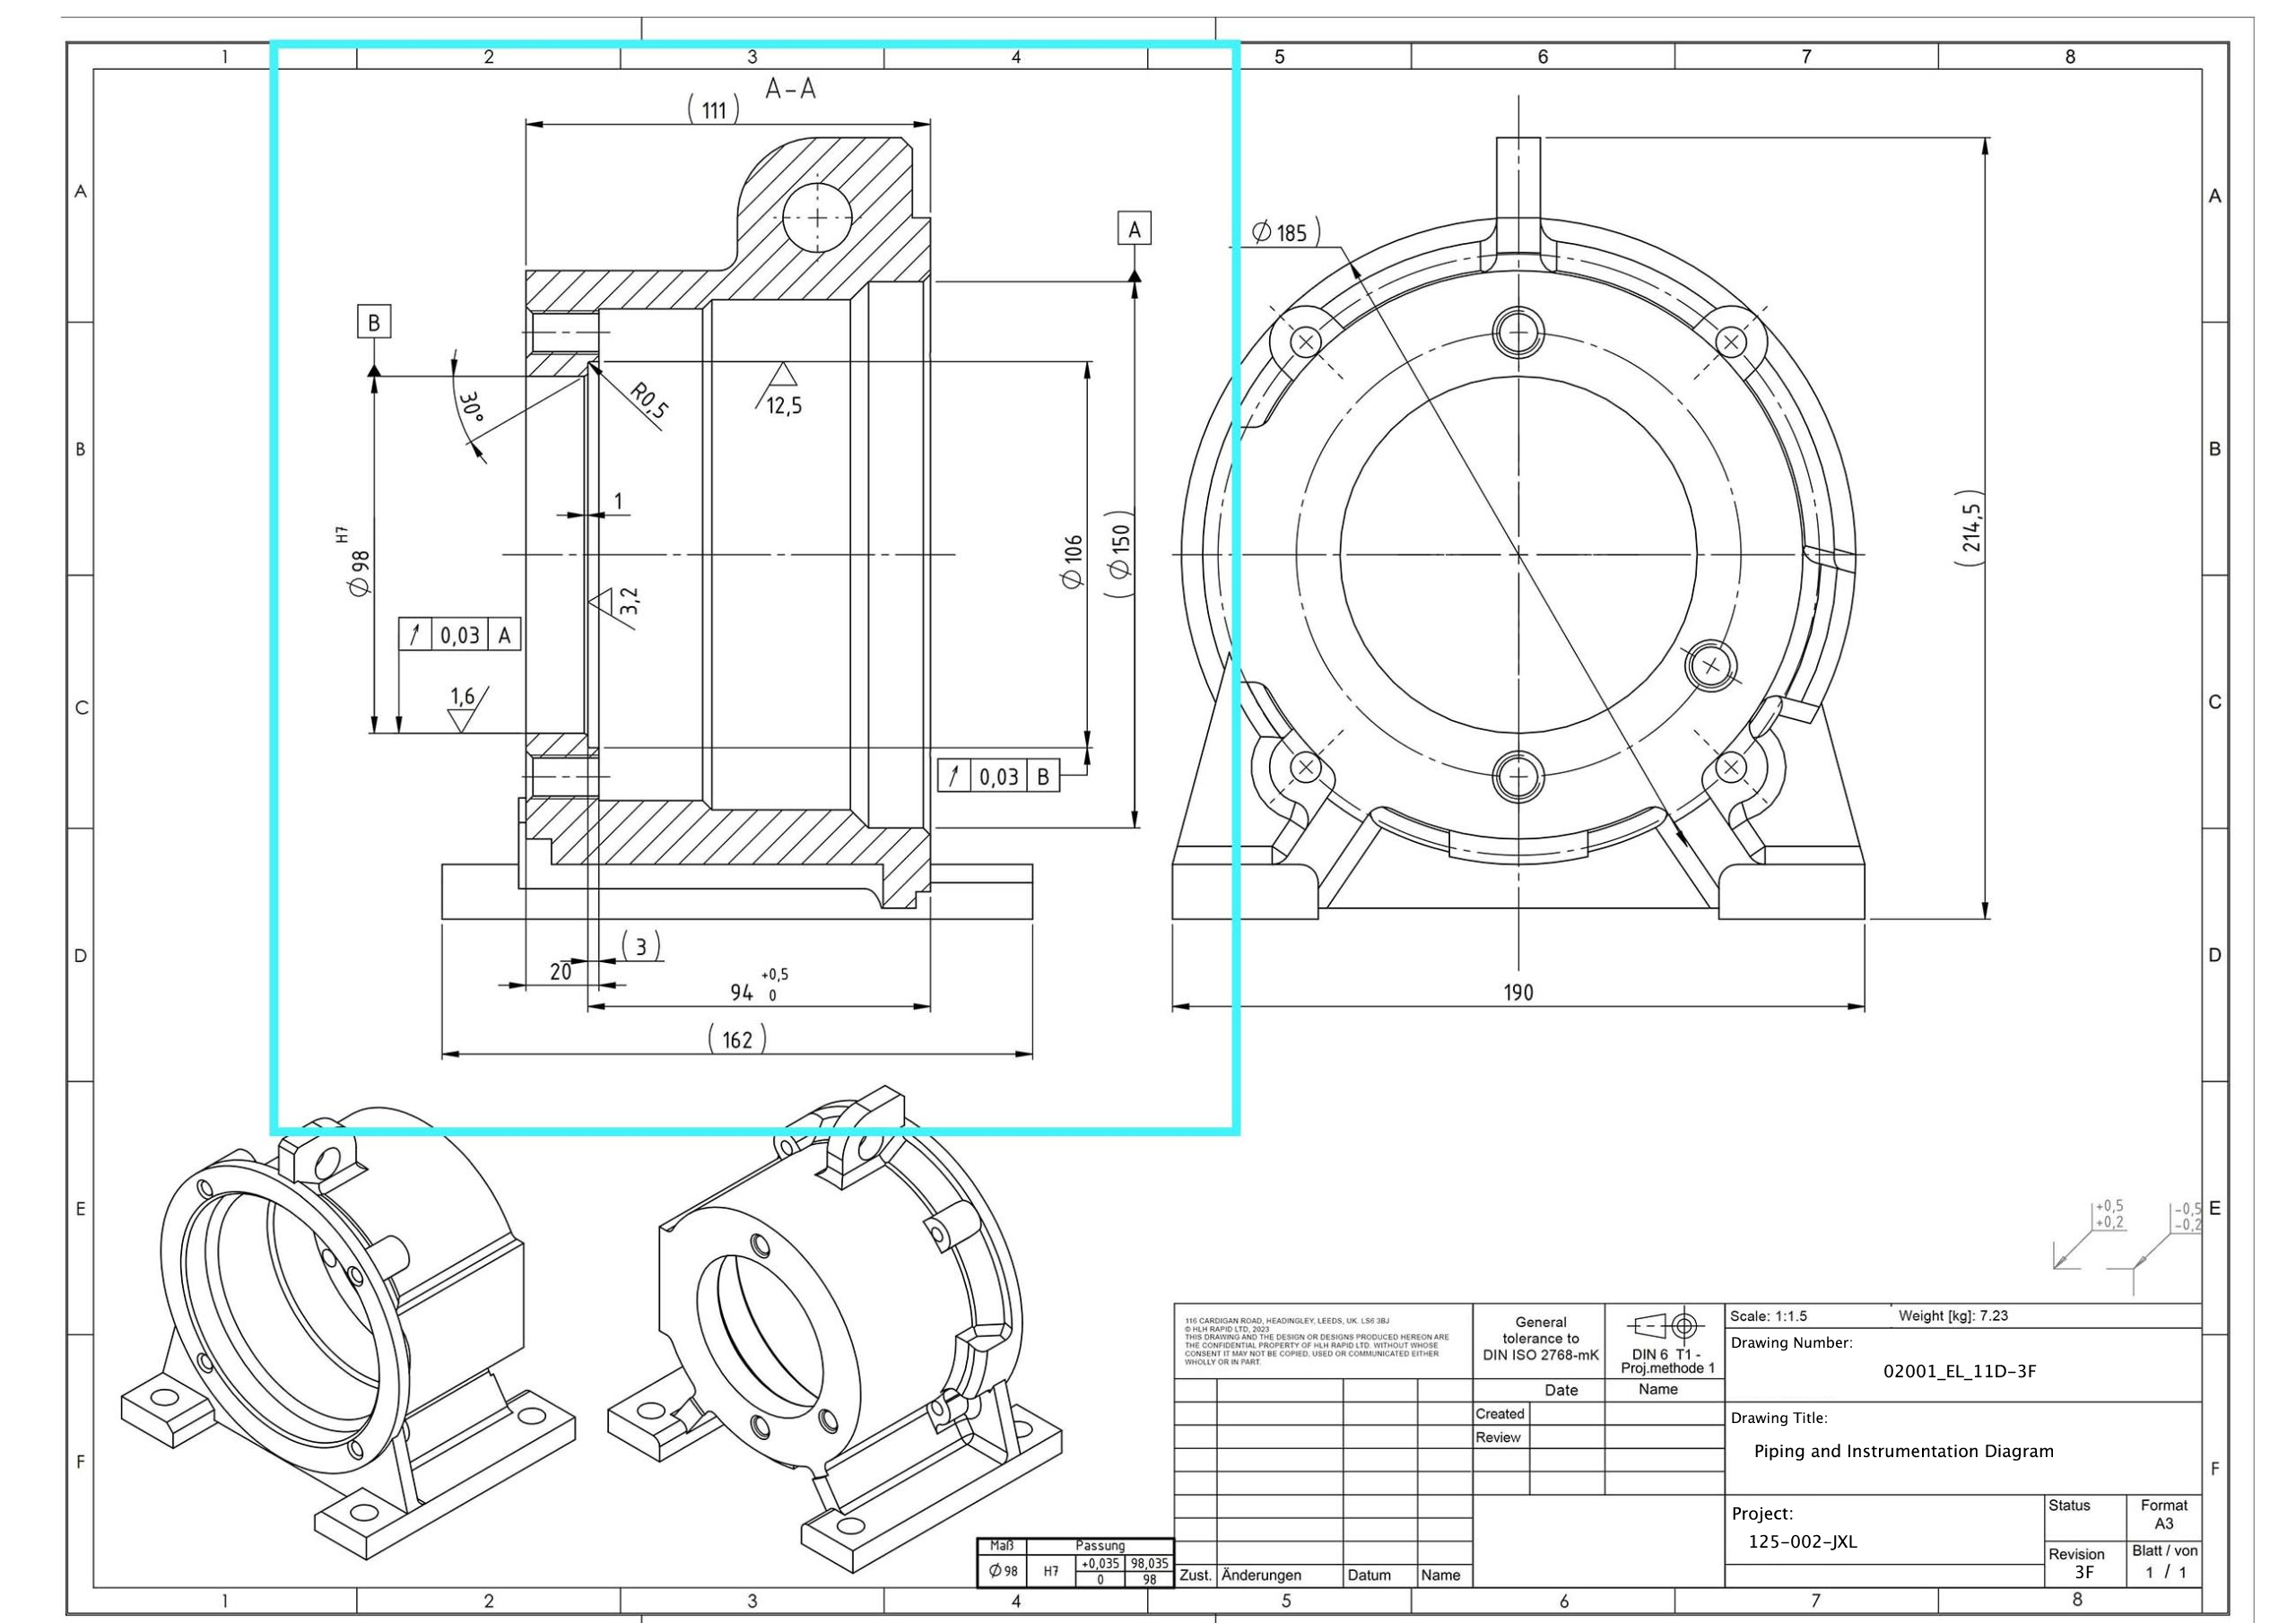 1 2 3 4 5 6 7 8
A-A
( 111 )
A
A
A
∅ 185 )
B
B
B
30°
R0,5
12,5
1
H7
∅ 98
3,2
∅ 106
( ∅ 150 )
( 214,5 )
0,03 A
C
C
1,6
0,03 B
D
D
( 3 )
20
94 +0,5 0
190
( 162 )
E
E
+0,5
+0,2
-0,5
-0,2
F
F
116 CARDIGAN ROAD, HEADINGLEY, LEEDS, UK. LS6 3BJ
© HLH RAPID LTD, 2023
THIS DRAWING AND THE DESIGN OR DESIGNS PRODUCED HEREON ARE
THE CONFIDENTIAL PROPERTY OF HLH RAPID LTD. WITHOUT WHOSE
CONSENT IT MAY NOT BE COPIED, USED OR COMMUNICATED EITHER
WHOLLY OR IN PART.
General
tolerance to
DIN ISO 2768-mK
DIN 6 T1 -
Proj.methode 1
Scale: 1:1.5 Weight [kg]: 7.23
Drawing Number:
02001_EL_11D-3F
Date Name
Created
Review
Drawing Title:
Piping and Instrumentation Diagram
Project:
125-002-JXL
Status
Format
A3
Revision
3F
Blatt / von
1 / 1
Zust. Änderungen Datum Name
Maß Passung
∅ 98 H7 +0,035 98,035
0 98
1 2 3 4 5 6 7 8